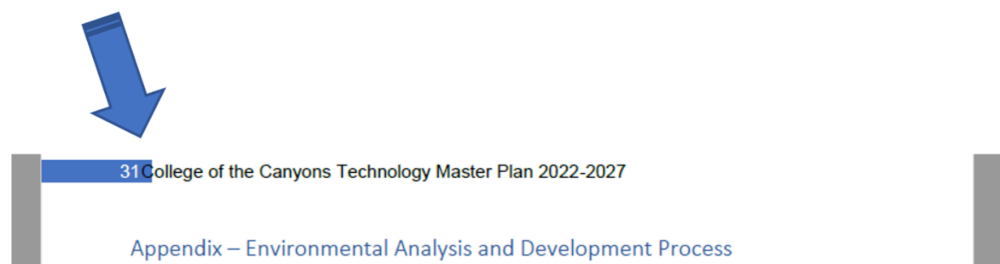 31College of the Canyons Technology Master Plan 2022-2027
Appendix – Environmental Analysis and Development Process